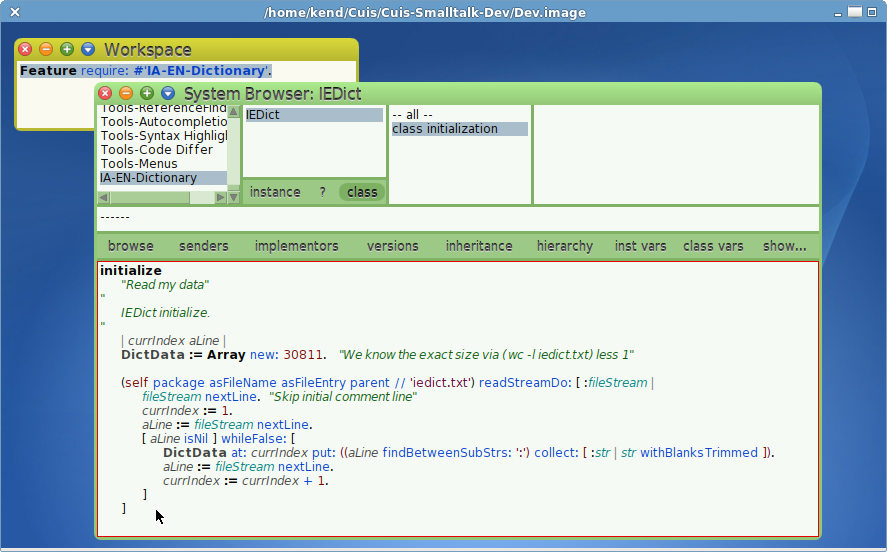 /home/kend/Cuis/Cuis-Smalltalk-Dev/Dev.image
Workspace
Feature require: #'IA-EN-Dictionary'.
System Browser: IEDict
Tools-ReferenceFind
Tools-Autocompletio
Tools-Syntax Highligl
Tools-Code Differ
Tools-Menus
IA-EN-Dictionary
IEDict
instance ? class
-- all --
class initialization
------
browse senders implementors versions inheritance hierarchy inst vars class vars show...
initialize
"Read my data"
"
IEDict initialize.
"
| currIndex aLine |
DictData := Array new: 30811. "We know the exact size via (wc -l iedict.txt) less 1"
(self package asFileName asFileEntry parent // 'iedict.txt') readStreamDo: [ :fileStream |
fileStream nextLine. "Skip initial comment line"
currIndex := 1.
aLine := fileStream nextLine.
[ aLine isNil ] whileFalse: [
DictData at: currIndex put: ((aLine findBetweenSubStrs: ':') collect: [ :str | str withBlanksTrimmed ]).
aLine := fileStream nextLine.
currIndex := currIndex + 1.
]
]